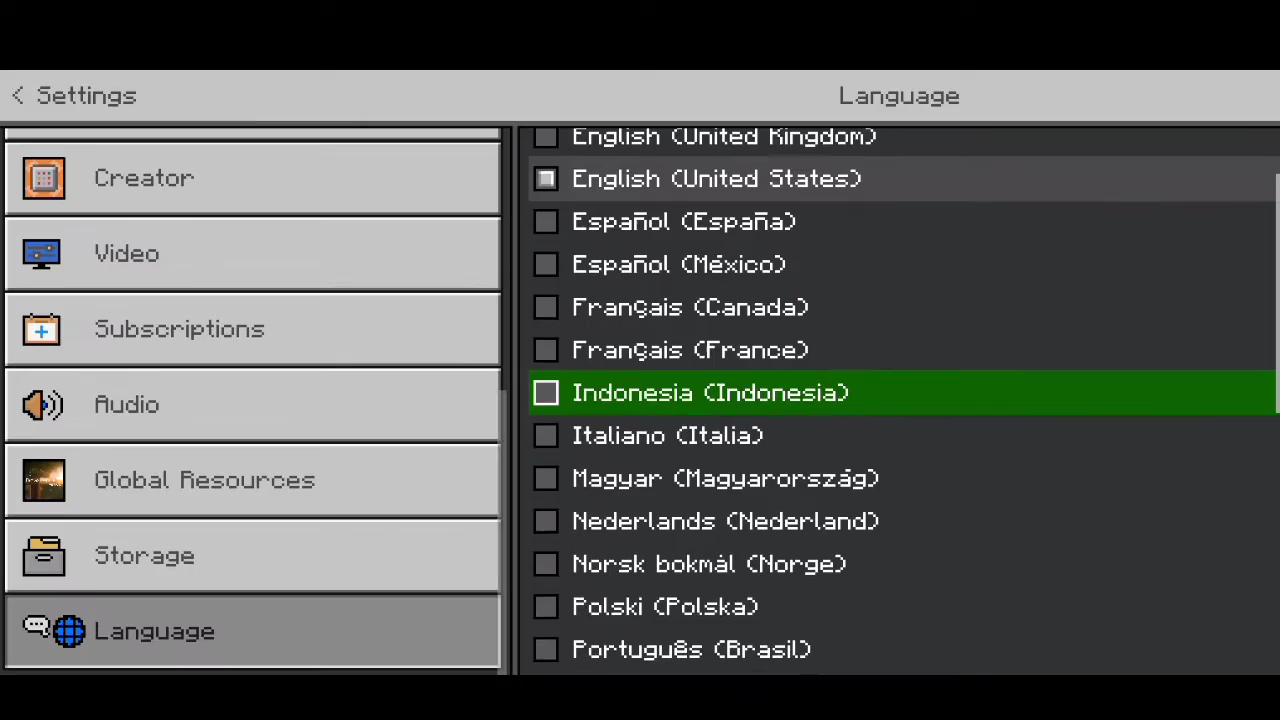 Settings
Language
Creator
Video
Subscriptions
Audio
Global Resources
Storage
Language
English (United Kingdom)
English (United States)
Español (España)
Español (México)
Français (Canada)
Français (France)
Indonesia (Indonesia)
Italiano (Italia)
Magyar (Magyarország)
Nederlands (Nederland)
Norsk bokmål (Norge)
Polski (Polska)
Português (Brasil)